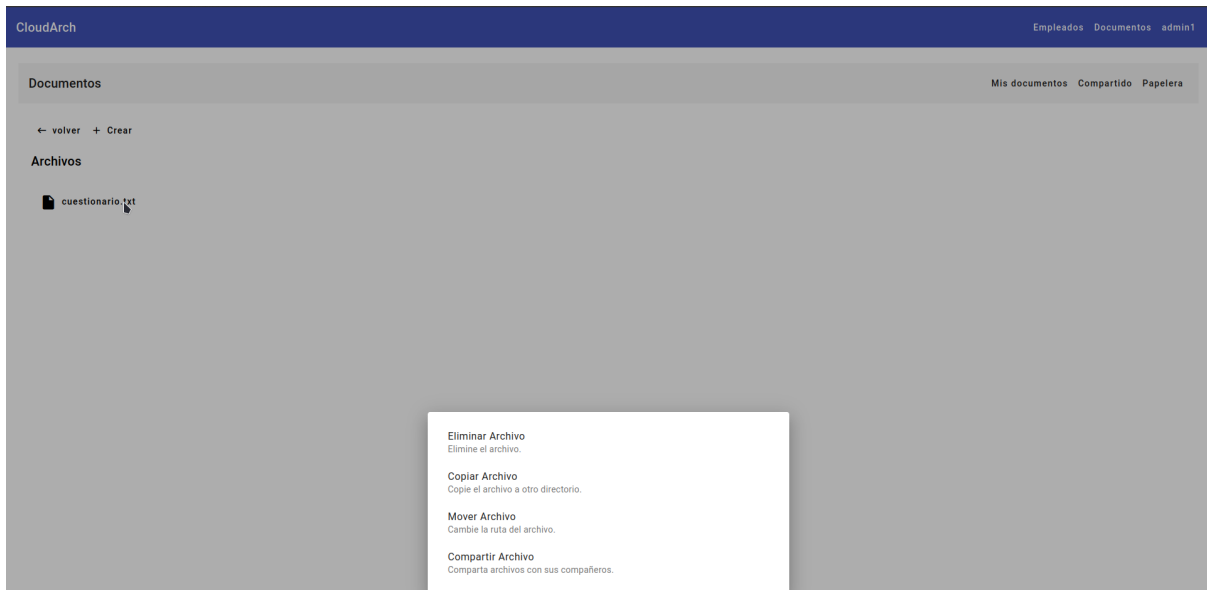 CloudArch
Empleados Documentos admin1
Documentos
Mis documentos Compartido Papelera
volver + Crear
Archivos
cuestionario.txt
Eliminar Archivo
Elimine el archivo.
Copiar Archivo
Copie el archivo a otro directorio.
Mover Archivo
Cambie la ruta del archivo.
Compartir Archivo
Comparta archivos con sus compañeros.